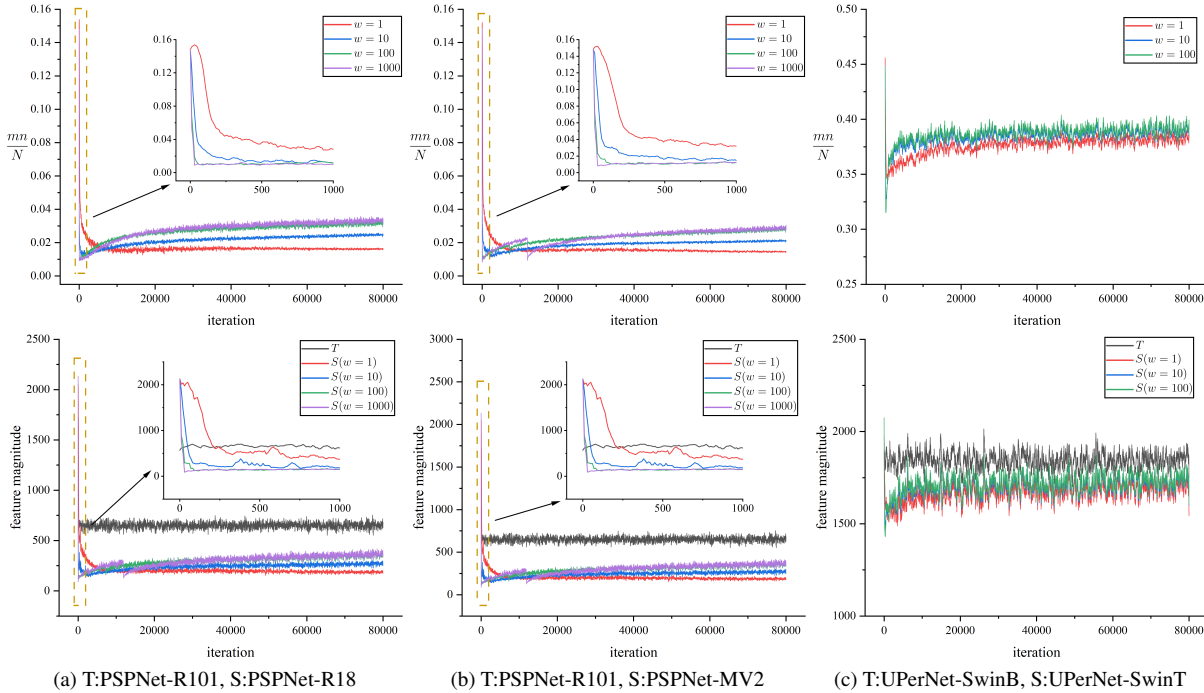 0.16
0.14
0.12
0.10
0.08
0.06
0.04
0.02
0.00
mn
N
w = 1
w = 10
w = 100
w = 1000
0.16
0.12
0.08
0.04
0.00
0
500
1000
0
20000
40000
60000
80000
iteration
0.16
0.14
0.12
0.10
0.08
0.06
0.04
0.02
0.00
mn
N
w = 1
w = 10
w = 100
w = 1000
0.16
0.12
0.08
0.04
0.00
0
500
1000
0
20000
40000
60000
80000
iteration
0.50
0.45
0.40
0.35
0.30
0.25
mn
N
w = 1
w = 10
w = 100
0
20000
40000
60000
80000
iteration
2500
2250
2000
1750
1500
1250
1000
750
500
250
0
feature magnitude
T
S(w = 1)
S(w = 10)
S(w = 100)
S(w = 1000)
2000
1000
0
0
500
1000
0
20000
40000
60000
80000
iteration
3000
2500
2000
1500
1000
500
0
feature magnitude
T
S(w = 1)
S(w = 10)
S(w = 100)
S(w = 1000)
2000
1000
0
0
500
1000
0
20000
40000
60000
80000
iteration
2500
2000
1500
1000
feature magnitude
T
S(w = 1)
S(w = 10)
S(w = 100)
0
20000
40000
60000
80000
iteration
(a) T:PSPNet-R101, S:PSPNet-R18
(b) T:PSPNet-R101, S:PSPNet-MV2
(c) T:UPerNet-SwinB, S:UPerNet-SwinT